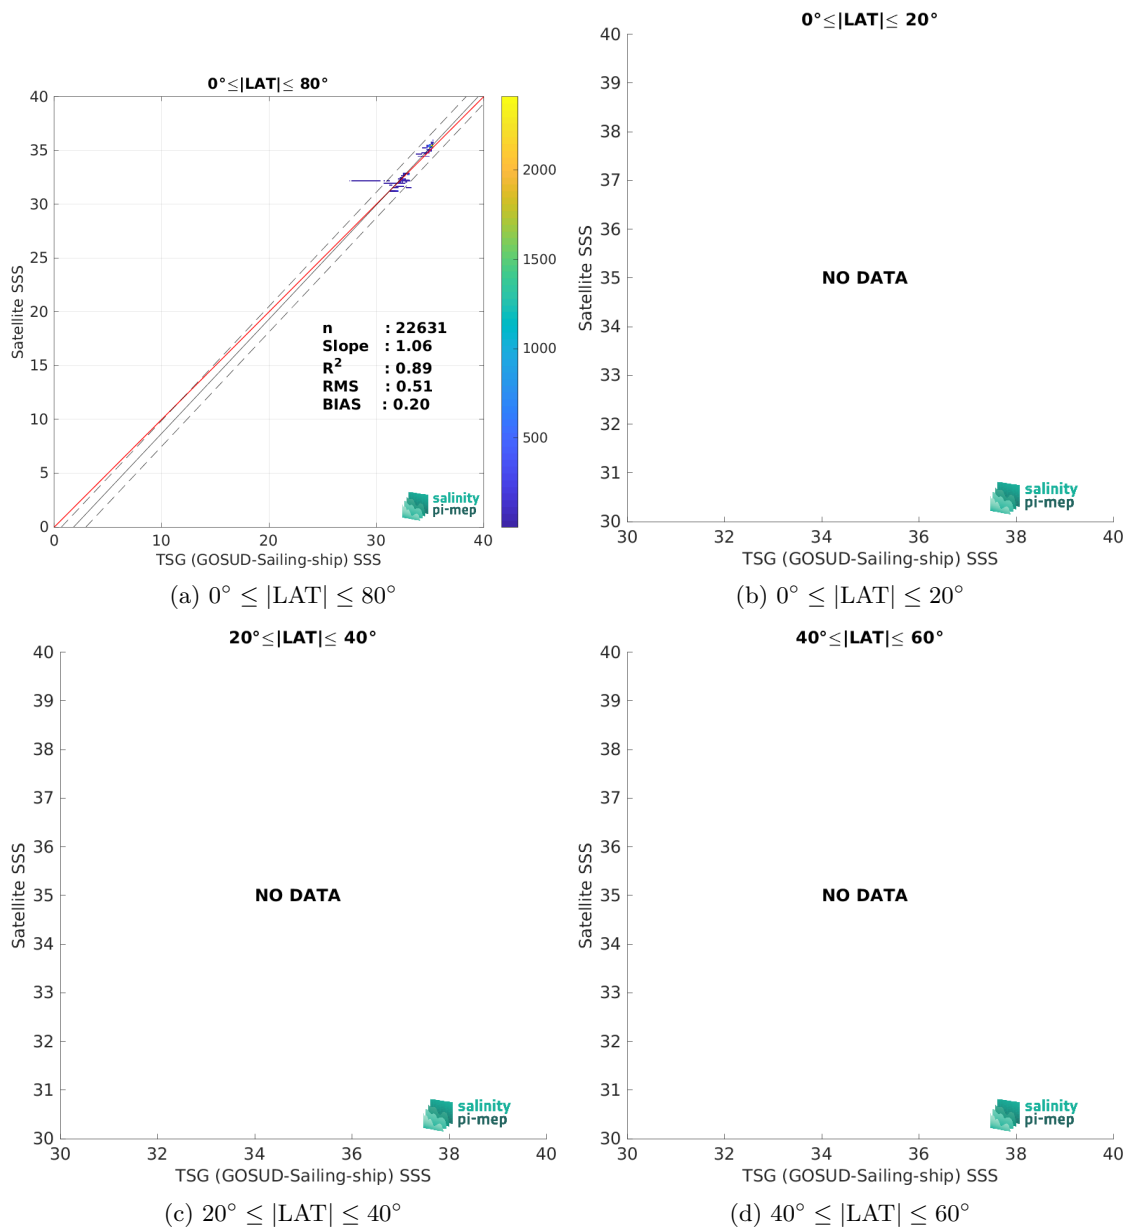 0°≤|LAT|≤ 80°
40
35
30
25
20
15
10
5
0
Satellite SSS
0
10
20
30
40
TSG (GOSUD-Sailing-ship) SSS
2000
1500
1000
500
n : 22631
Slope : 1.06
R² : 0.89
RMS : 0.51
BIAS : 0.20
salinity
pi-mep
(a) 0° ≤ |LAT| ≤ 80°
0°≤|LAT|≤ 20°
40
39
38
37
36
35
34
33
32
31
30
Satellite SSS
NO DATA
salinity
pi-mep
30
32
34
36
38
40
TSG (GOSUD-Sailing-ship) SSS
(b) 0° ≤ |LAT| ≤ 20°
20°≤|LAT|≤ 40°
40
39
38
37
36
35
34
33
32
31
30
Satellite SSS
NO DATA
salinity
pi-mep
30
32
34
36
38
40
TSG (GOSUD-Sailing-ship) SSS
(c) 20° ≤ |LAT| ≤ 40°
40°≤|LAT|≤ 60°
40
39
38
37
36
35
34
33
32
31
30
Satellite SSS
NO DATA
salinity
pi-mep
30
32
34
36
38
40
TSG (GOSUD-Sailing-ship) SSS
(d) 40° ≤ |LAT| ≤ 60°